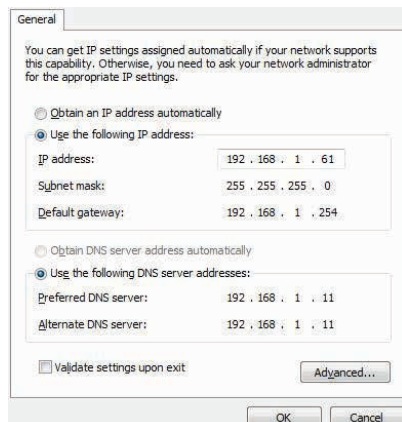 General
You can get IP settings assigned automatically if your network supports
this capability. Otherwise, you need to ask your network administrator
for the appropriate IP settings.
Obtain an IP address automatically
Use the following IP address:
IP address: 192 . 168 . 1 . 61
Subnet mask: 255 . 255 . 255 . 0
Default gateway: 192 . 168 . 1 . 254
Obtain DNS server address automatically
Use the following DNS server addresses:
Preferred DNS server: 192 . 168 . 1 . 11
Alternate DNS server: 192 . 168 . 1 . 11
Validate settings upon exit
Advanced...
OK Cancel